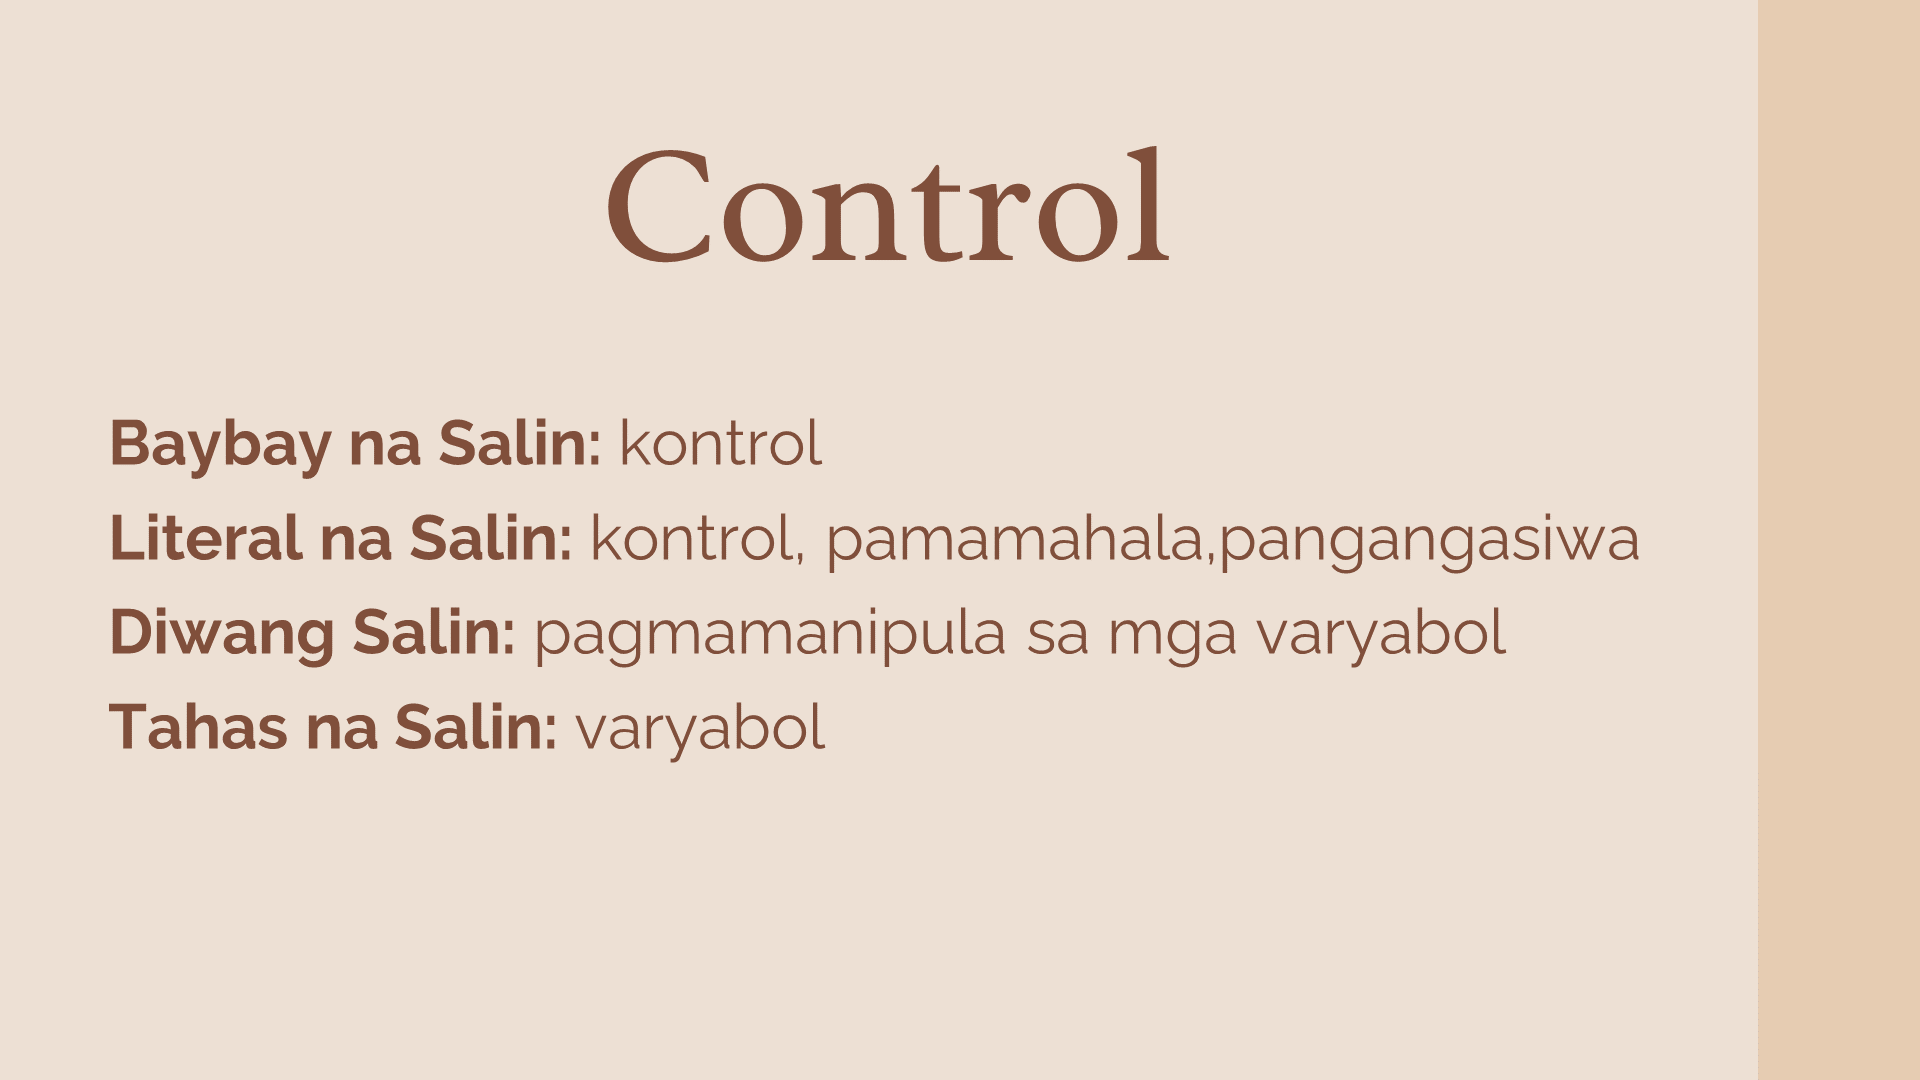 Control
Baybay na Salin: kontrol
Literal na Salin: kontrol, pamamahala,pangangasiwa
Diwang Salin: pagmamanipula sa mga varyabol
Tahas na Salin: varyabol